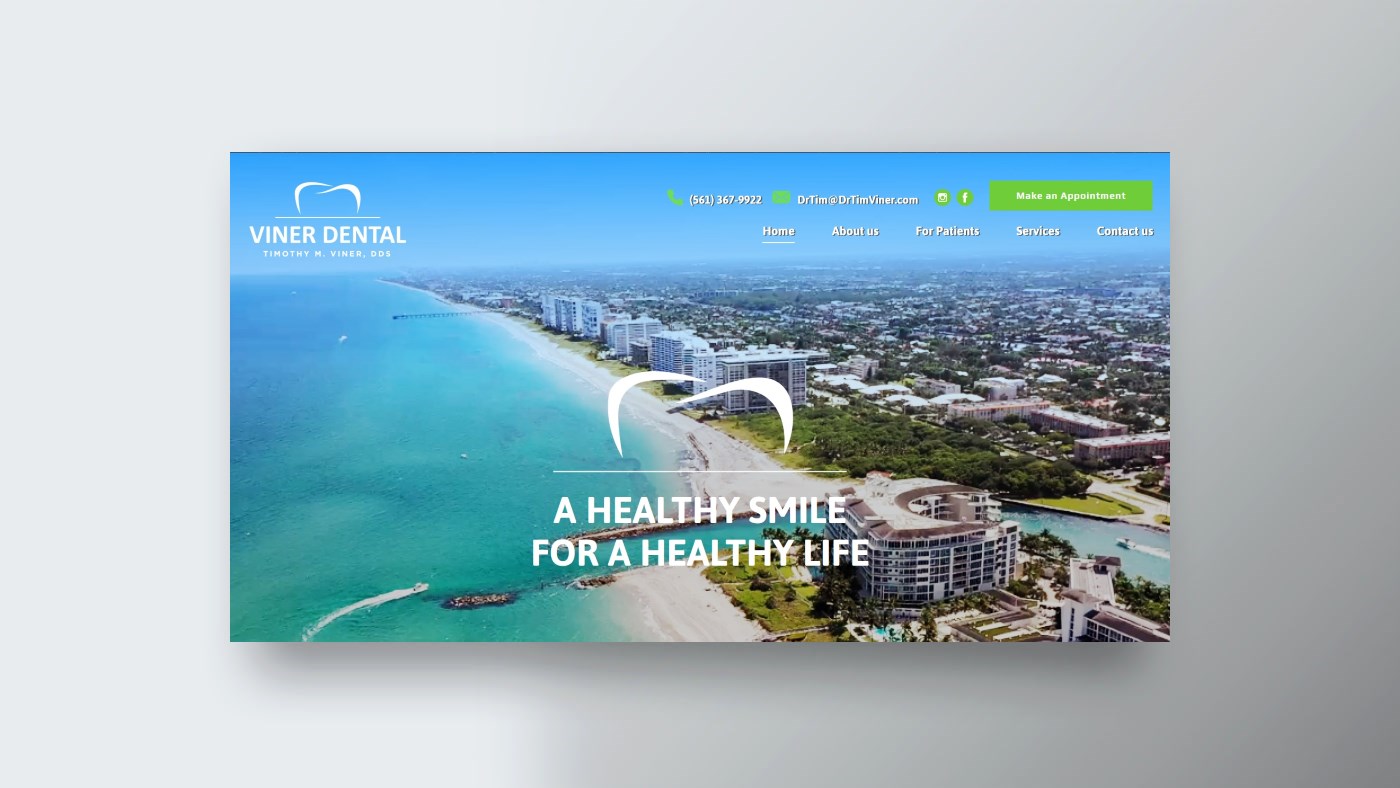 VINER DENTAL
TIMOTHY M. VINER, DDS
(561) 367-9922 DrTim@DrTimViner.com f Make an Appointment
Home About us For Patients Services Contact us
A HEALTHY SMILE
FOR A HEALTHY LIFE